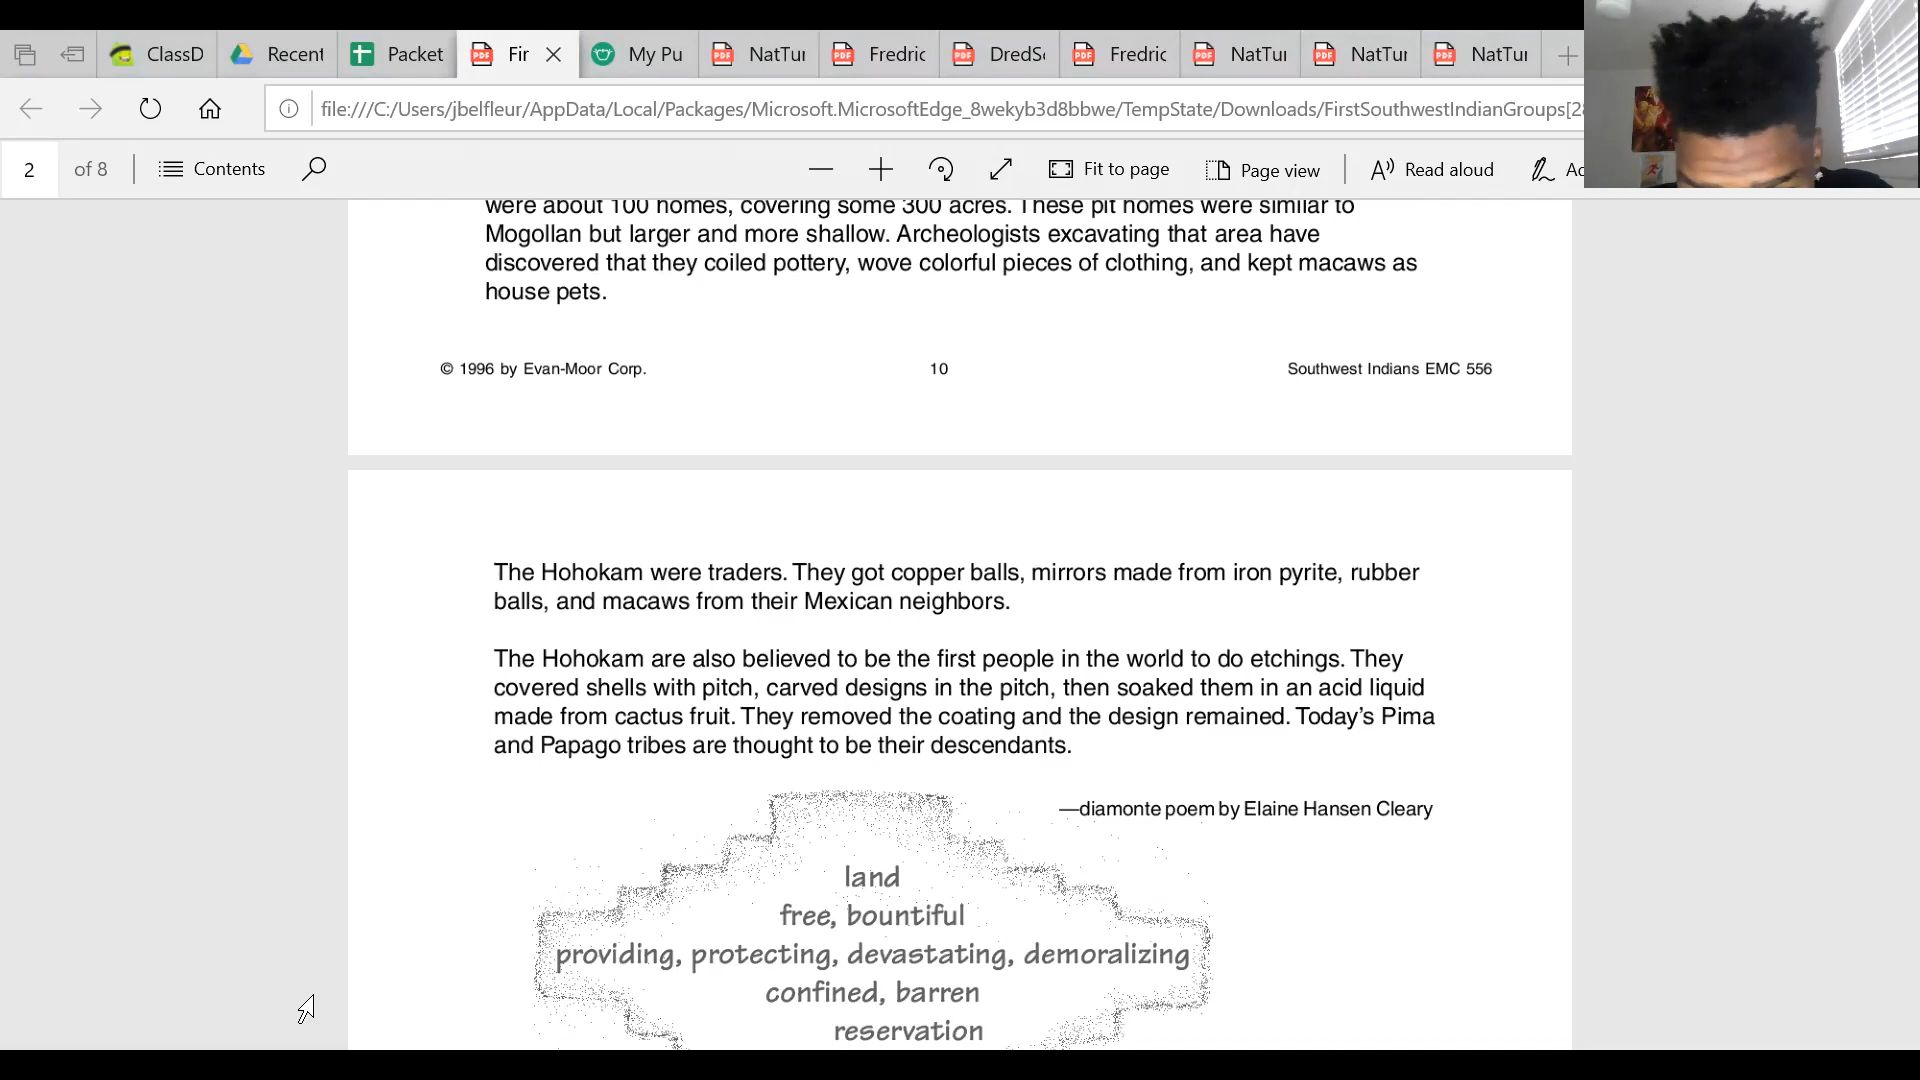 ClassD
Recent
Packet
Fir
My Pu
NatTur
Fredric
DredSc
Fredric
NatTur
NatTur
NatTur
file:///C:/Users/jbelfleur/AppData/Local/Packages/Microsoft.MicrosoftEdge_8wekyb3d8bbwe/TempState/Downloads/FirstSouthwestIndianGroups[28
2 of 8 Contents Fit to page Page view Read aloud
were about 100 homes, covering some 300 acres. These pit homes were similar to
Mogollan but larger and more shallow. Archeologists excavating that area have
discovered that they coiled pottery, wove colorful pieces of clothing, and kept macaws as
house pets.
© 1996 by Evan-Moor Corp. 10 Southwest Indians EMC 556
The Hohokam were traders. They got copper balls, mirrors made from iron pyrite, rubber
balls, and macaws from their Mexican neighbors.
The Hohokam are also believed to be the first people in the world to do etchings. They
covered shells with pitch, carved designs in the pitch, then soaked them in an acid liquid
made from cactus fruit. They removed the coating and the design remained. Today's Pima
and Papago tribes are thought to be their descendants.
—diamonte poem by Elaine Hansen Cleary
land
free, bountiful
providing, protecting, devastating, demoralizing
confined, barren
reservation